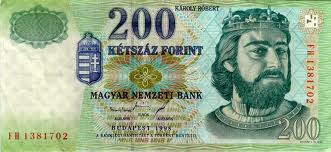 KÁROLY RÓBERT
200
KÉTSZÁZ FORINT
MAGYAR NEMZETI BANK
BUDAPEST 1998
FH 1381702
FH 1381702
200